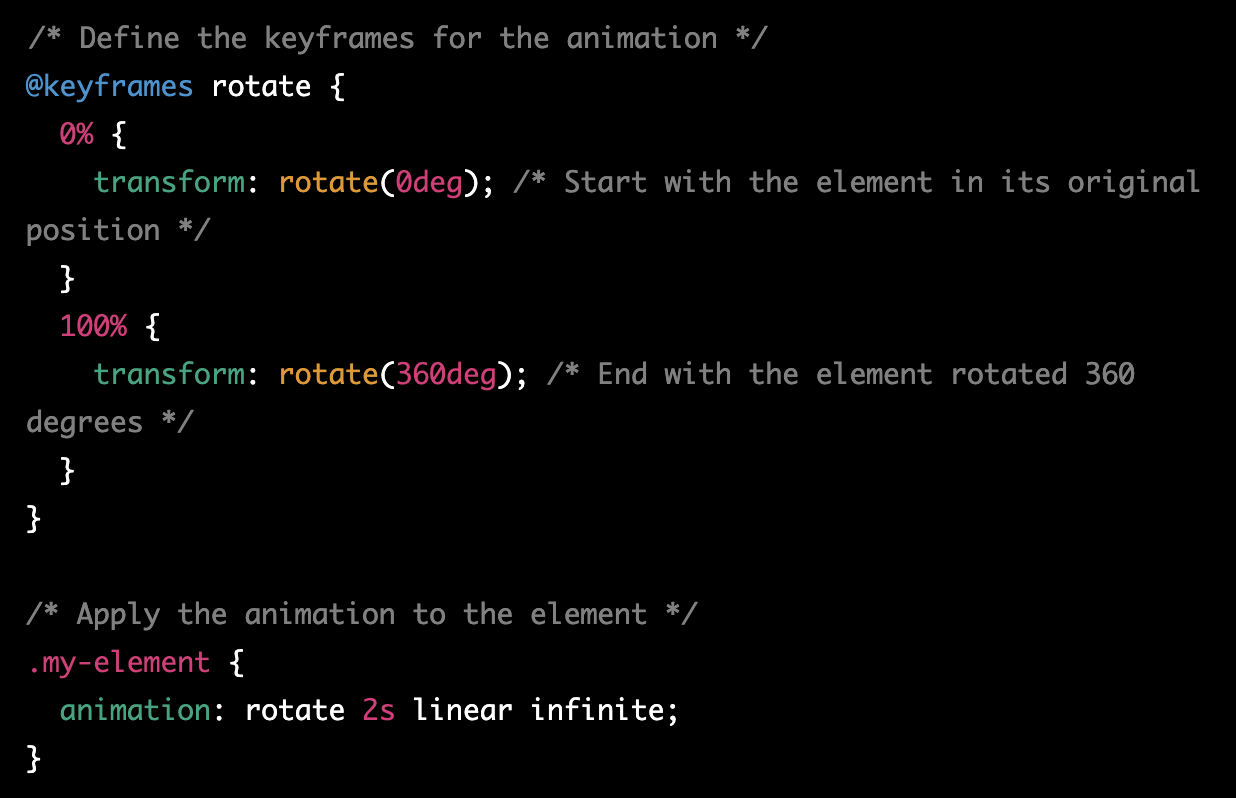 /* Define the keyframes for the animation */
@keyframes rotate {
  0% {
    transform: rotate(0deg); /* Start with the element in its original
position */
  }
  100% {
    transform: rotate(360deg); /* End with the element rotated 360
degrees */
  }
}

/* Apply the animation to the element */
.my-element {
  animation: rotate 2s linear infinite;
}